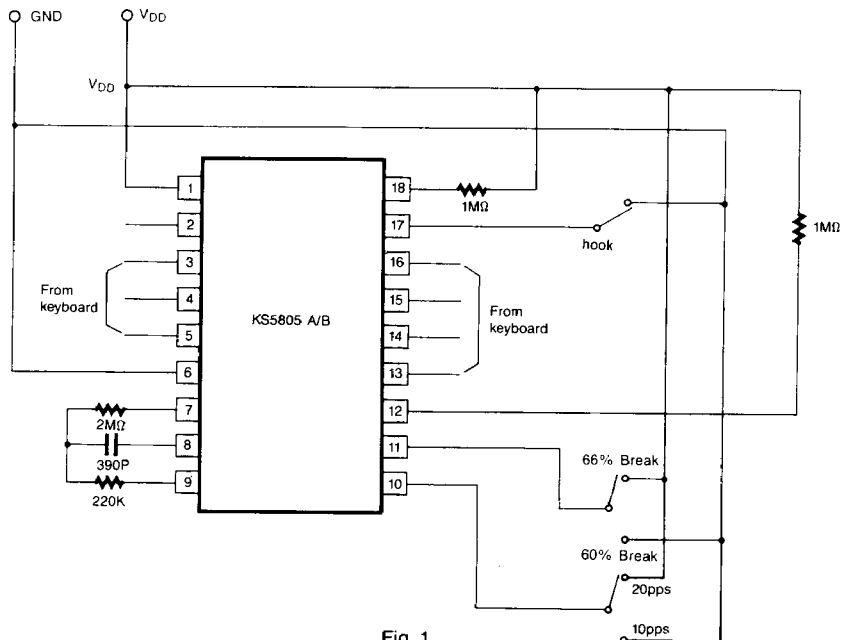 GND
VDD
VDD
1
2
3
4
5
6
7
8
9
18
17
16
15
14
13
12
11
10
KS5805 A/B
From
keyboard
From
keyboard
1MΩ
hook
1MΩ
2MΩ
390P
220K
66% Break
60% Break
20pps
10pps
Fig. 1